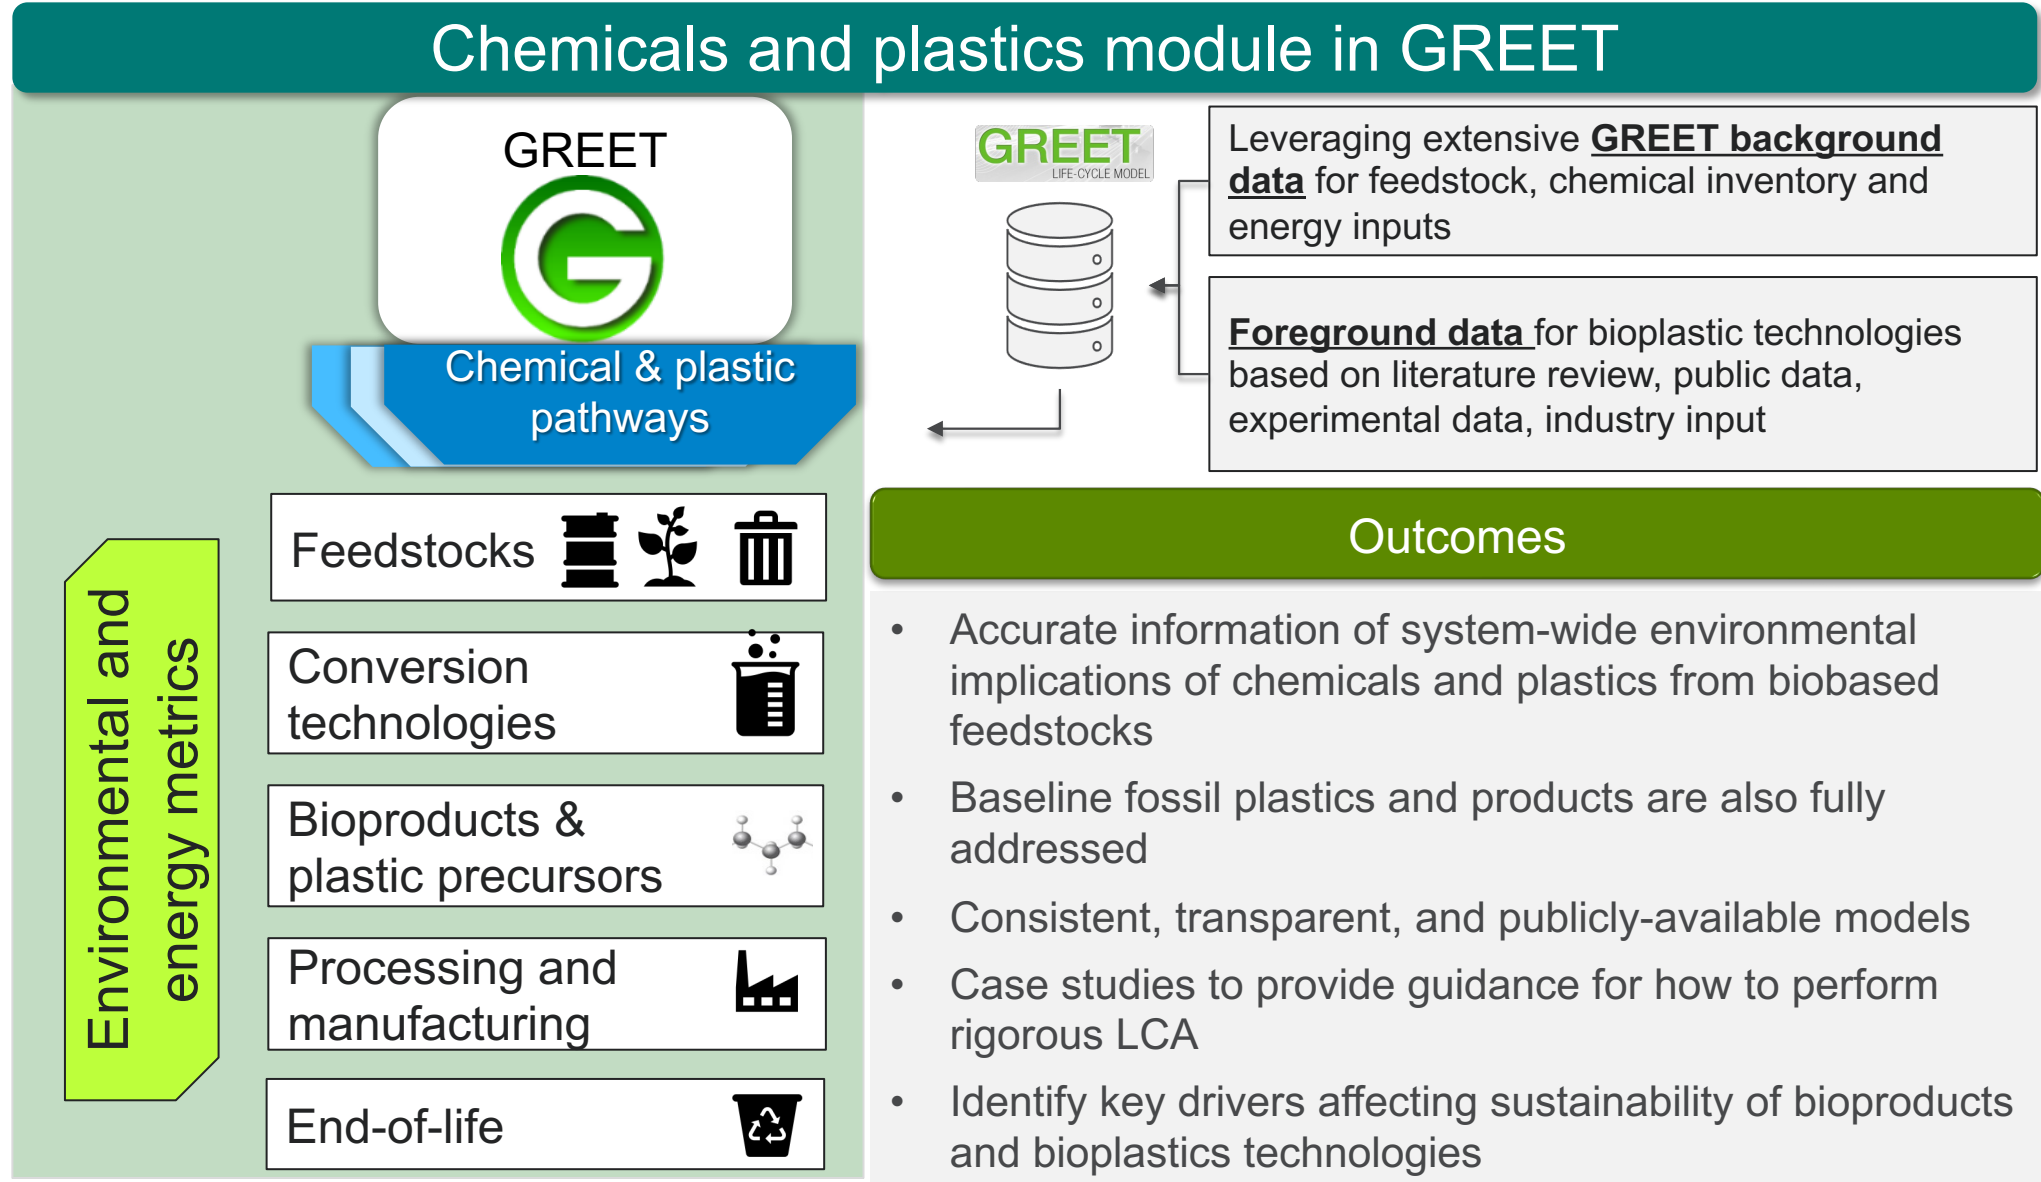 Chemicals and plastics module in GREET
GREET
Chemical & plastic
pathways
Environmental and
energy metrics
Feedstocks
Conversion
technologies
Bioproducts &
plastic precursors
Processing and
manufacturing
End-of-life
GREET
LIFE-CYCLE MODEL
Leveraging extensive GREET background
data for feedstock, chemical inventory and
energy inputs
Foreground data for bioplastic technologies
based on literature review, public data,
experimental data, industry input
Outcomes
• Accurate information of system-wide environmental
implications of chemicals and plastics from biobased
feedstocks
• Baseline fossil plastics and products are also fully
addressed
• Consistent, transparent, and publicly-available models
• Case studies to provide guidance for how to perform
rigorous LCA
• Identify key drivers affecting sustainability of bioproducts
and bioplastics technologies